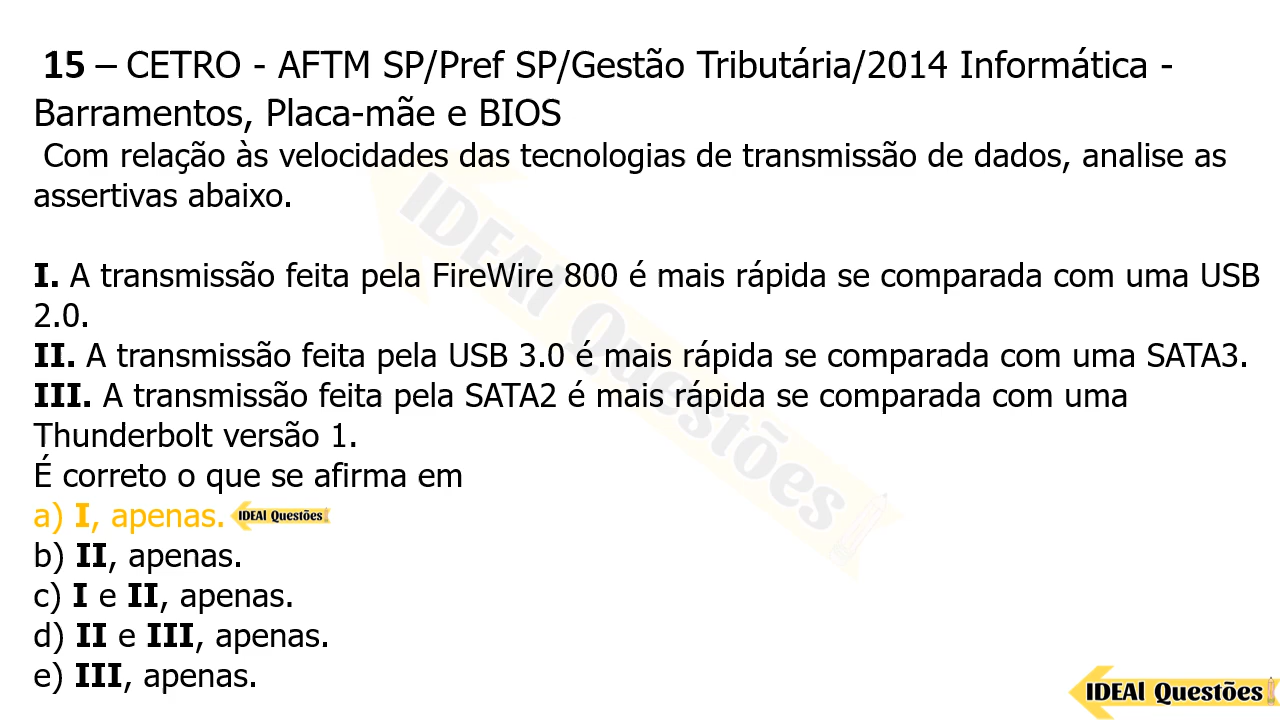 15 – CETRO - AFTM SP/Pref SP/Gestão Tributária/2014 Informática -
Barramentos, Placa-mãe e BIOS
Com relação às velocidades das tecnologias de transmissão de dados, analise as
assertivas abaixo.
I. A transmissão feita pela FireWire 800 é mais rápida se comparada com uma USB
2.0.
II. A transmissão feita pela USB 3.0 é mais rápida se comparada com uma SATA3.
III. A transmissão feita pela SATA2 é mais rápida se comparada com uma
Thunderbolt versão 1.
É correto o que se afirma em
a) I, apenas. IDEAl Questões
b) II, apenas.
c) I e II, apenas.
d) II e III, apenas.
e) III, apenas.
IDEAl Questões
IDEAl Questões